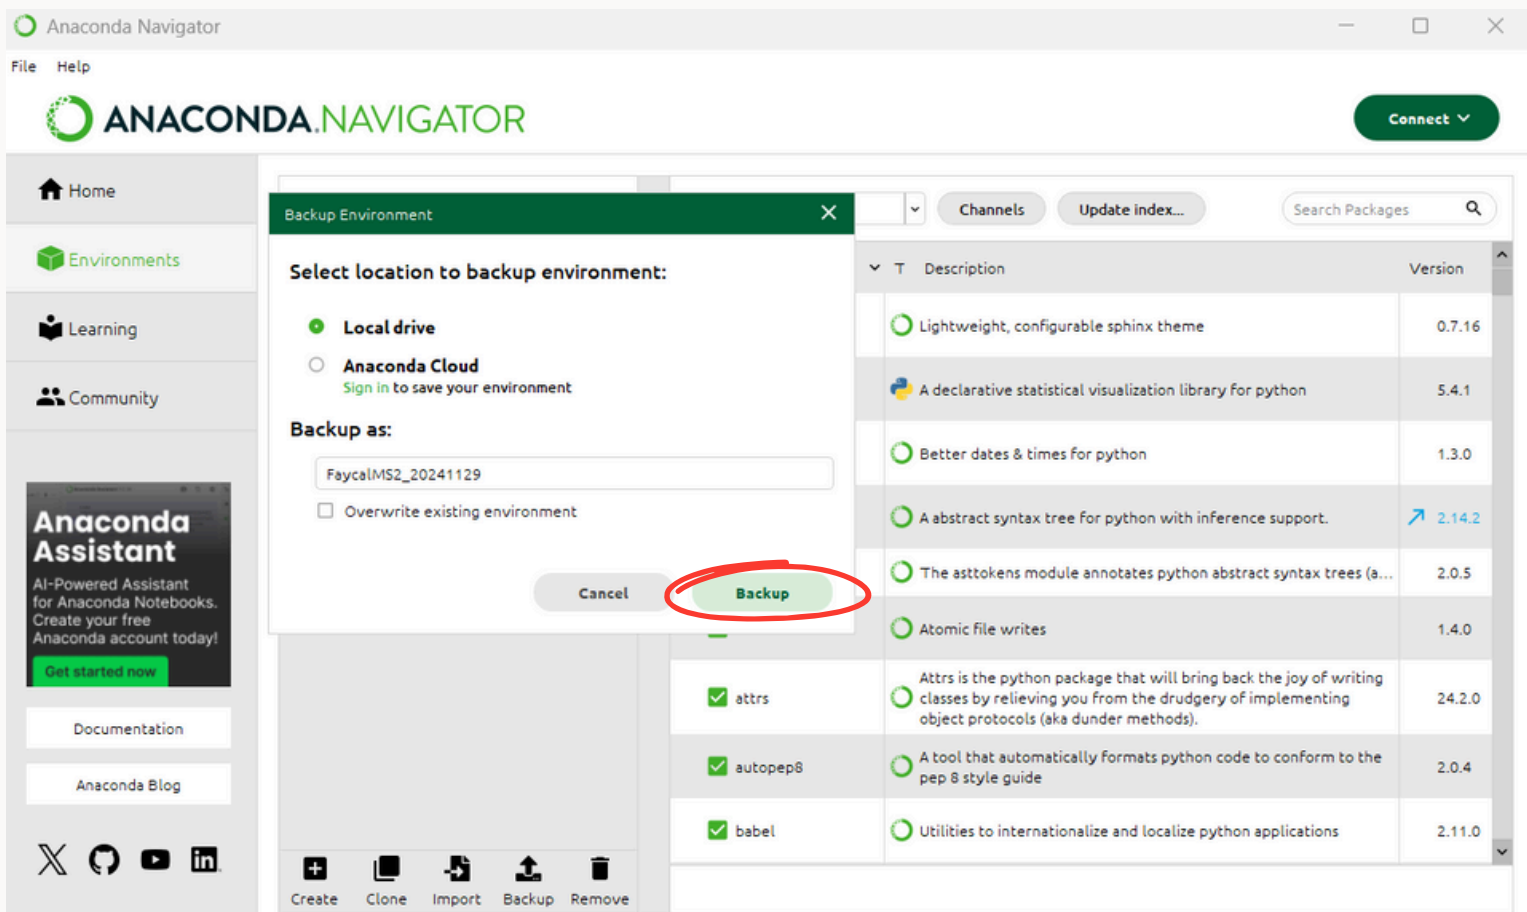 Anaconda Navigator
File Help
ANACONDA.NAVIGATOR
Connect
Home
Environments
Learning
Community
Anaconda
Assistant
AI-Powered Assistant
for Anaconda Notebooks.
Create your free
Anaconda account today!
Get started now
Documentation
Anaconda Blog
Backup Environment
Select location to backup environment:
Local drive
Anaconda Cloud
Sign in to save your environment
Backup as:
FaycalMS2_20241129
Overwrite existing environment
Cancel
Backup
Channels
Update index...
Search Packages
T Description Version
Lightweight, configurable sphinx theme 0.7.16
A declarative statistical visualization library for python 5.4.1
Better dates & times for python 1.3.0
A abstract syntax tree for python with inference support. 2.14.2
The asttokens module annotates python abstract syntax trees (a... 2.0.5
Atomic file writes 1.4.0
attrs
Attrs is the python package that will bring back the joy of writing
classes by relieving you from the drudgery of implementing
object protocols (aka dunder methods).
24.2.0
autopep8
A tool that automatically formats python code to conform to the
pep 8 style guide
2.0.4
babel Utilities to internationalize and localize python applications 2.11.0
Create Clone Import Backup Remove